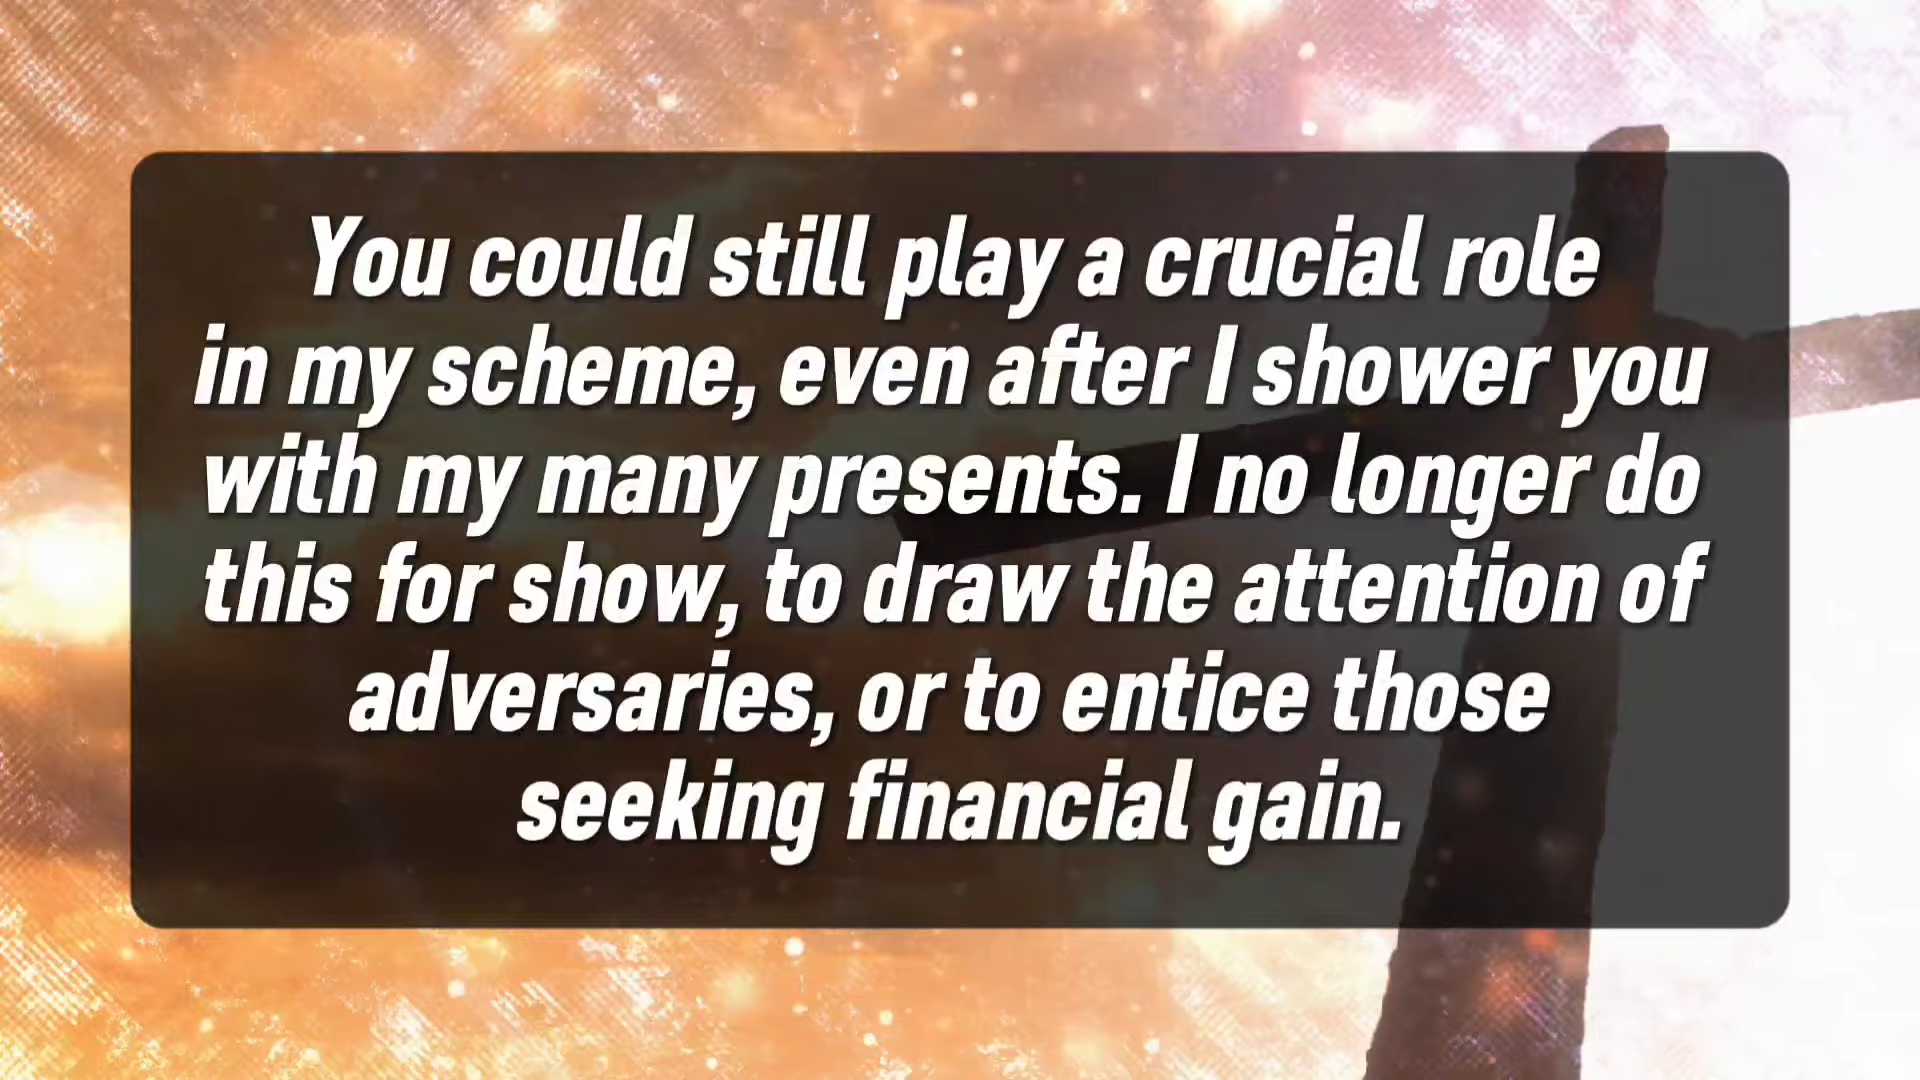 You could still play a crucial role
in my scheme, even after I shower you
with my many presents. I no longer do
this for show, to draw the attention of
adversaries, or to entice those
seeking financial gain.